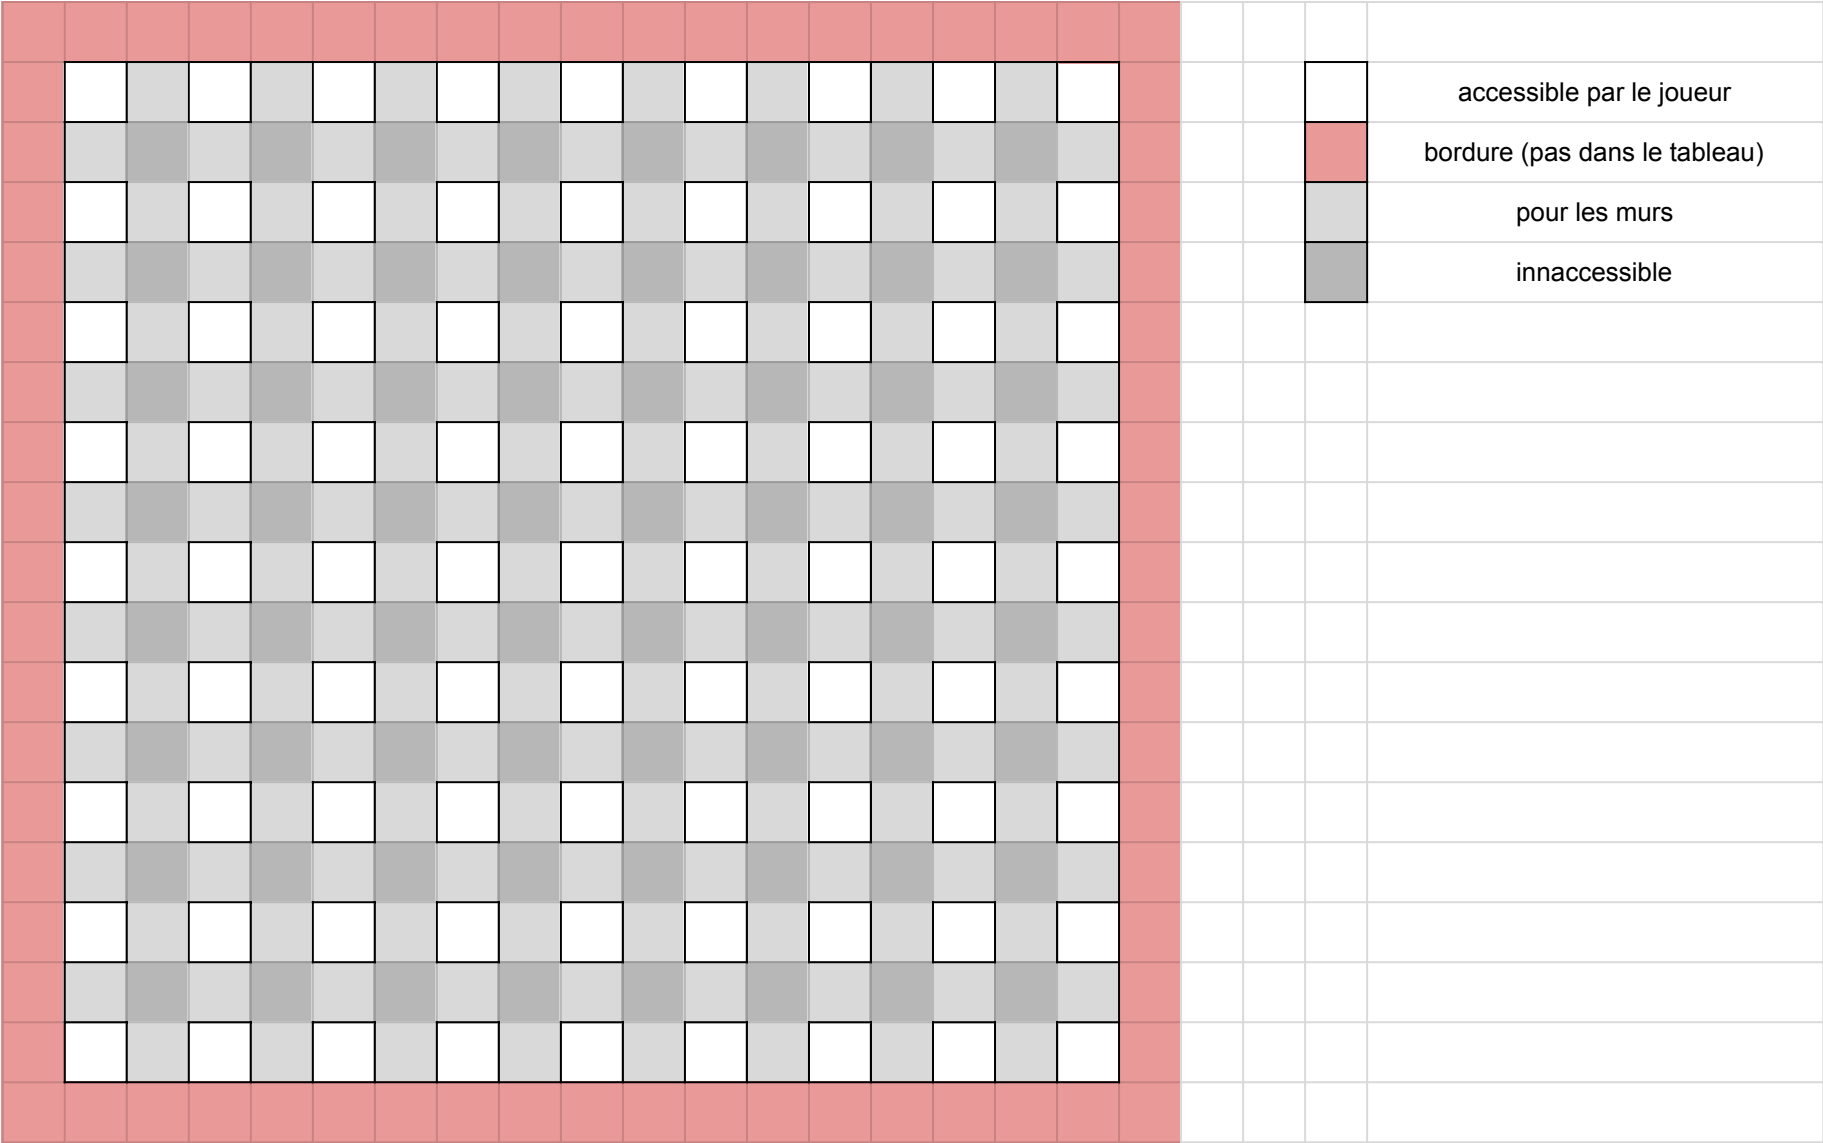 accessible par le joueur
bordure (pas dans le tableau)
pour les murs
innaccessible